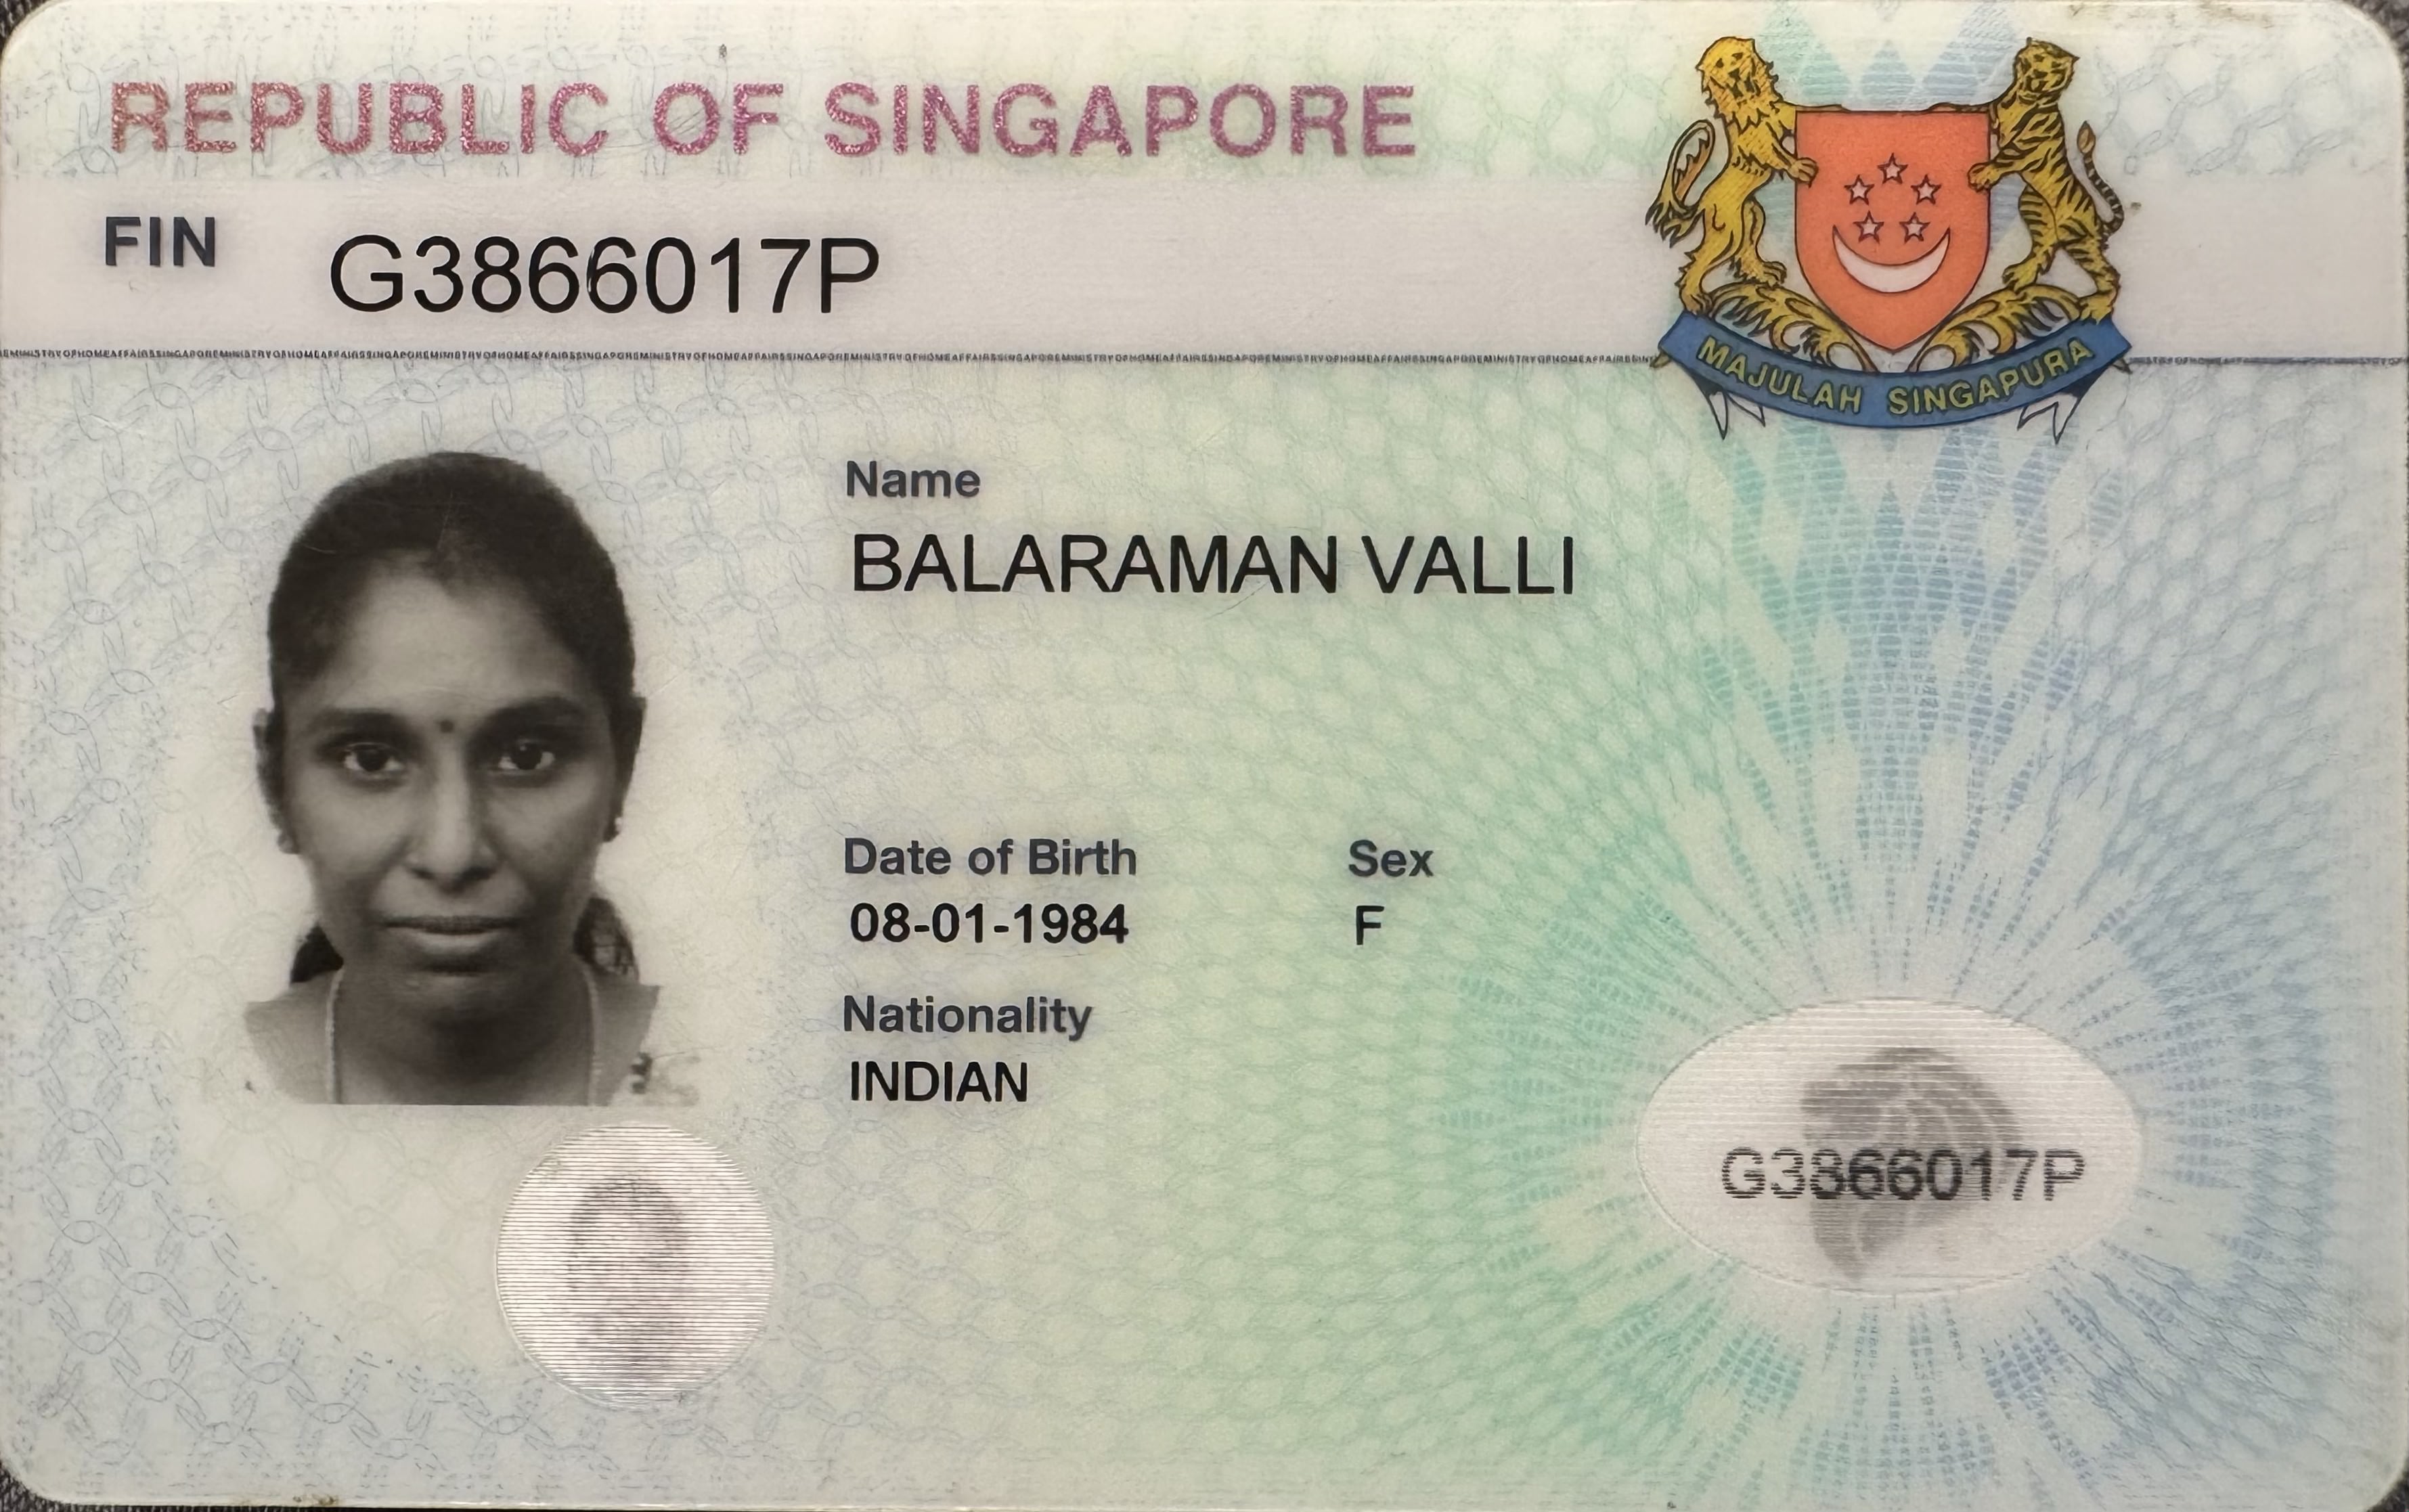 REPUBLIC OF SINGAPORE
FIN G3866017P
MAJULAH SINGAPURA
Name
BALARAMAN VALLI
Date of Birth Sex
08-01-1984 F
Nationality
INDIAN
G3866017P